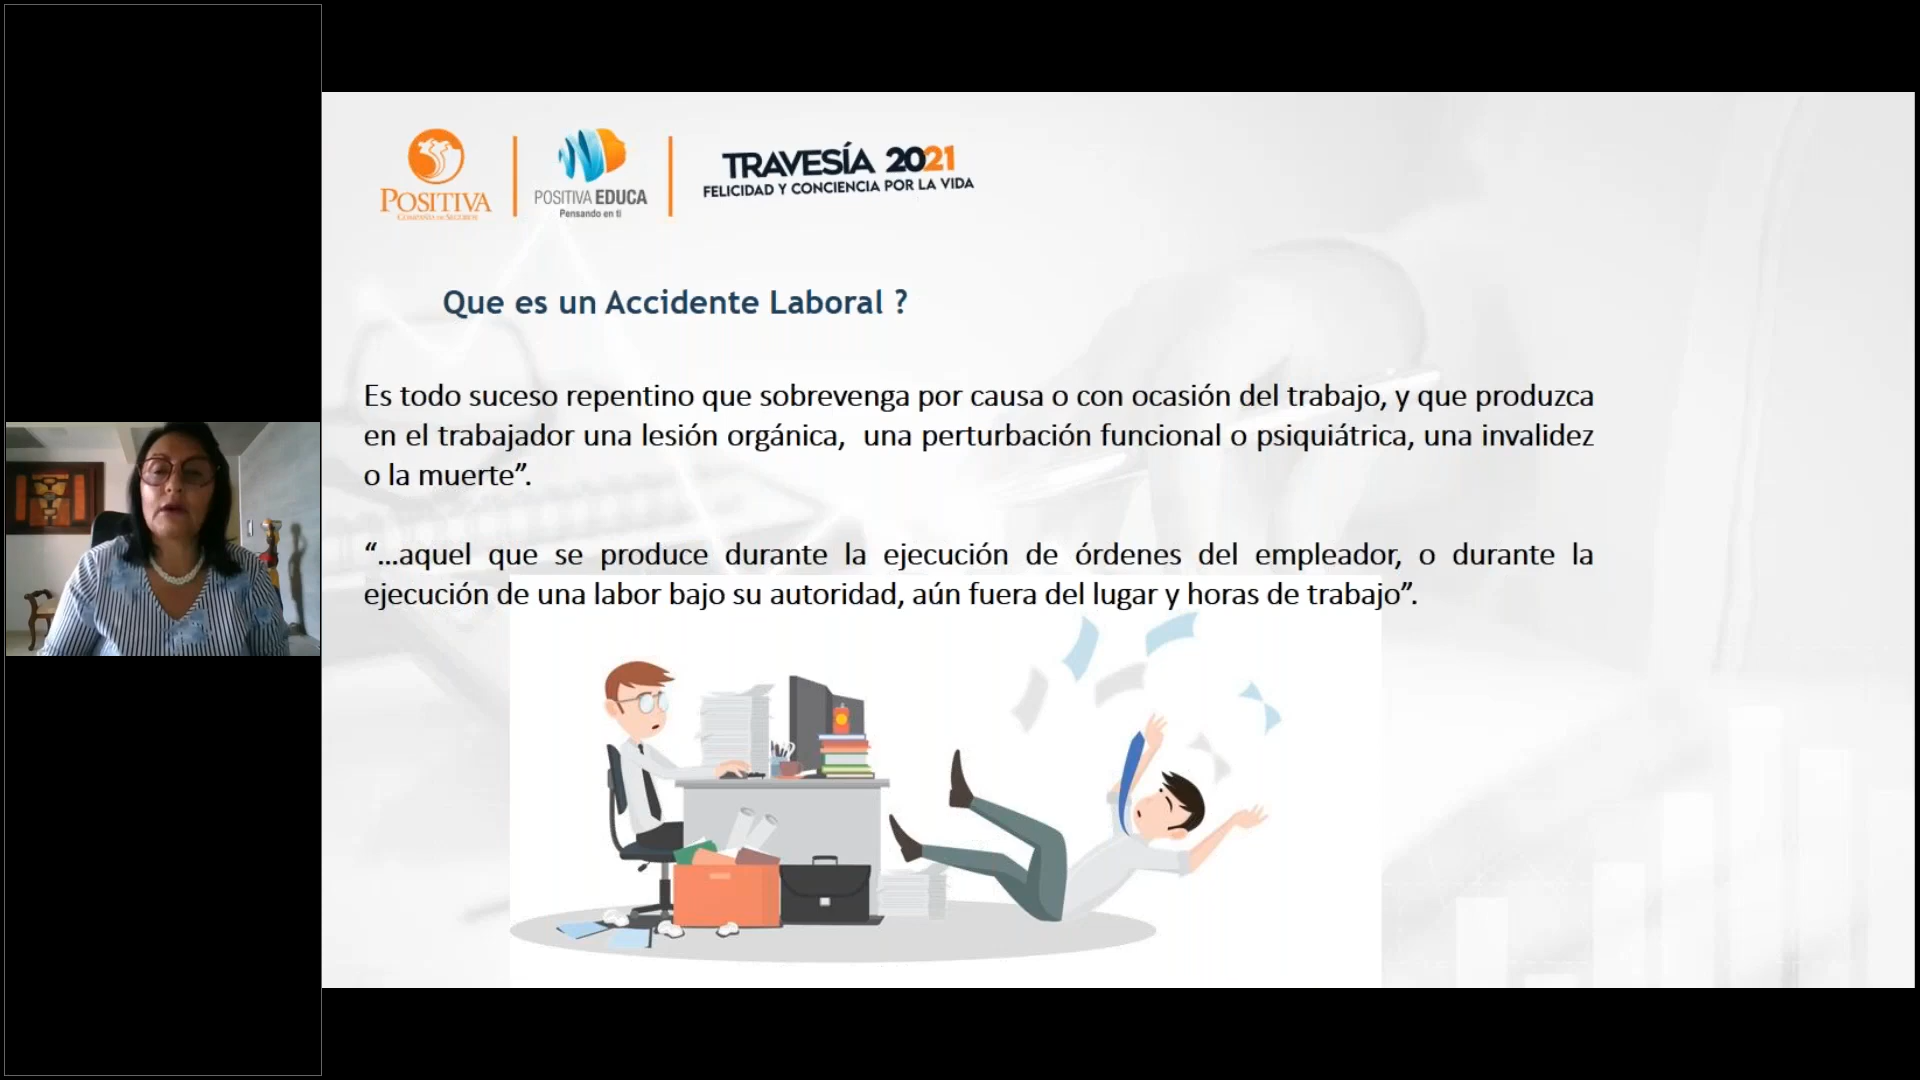 POSITIVA
COMPAÑÍA DE SEGUROS
POSITIVA EDUCA
Pensando en ti
TRAVESÍA 2021
FELICIDAD Y CONCIENCIA POR LA VIDA
Que es un Accidente Laboral ?
Es todo suceso repentino que sobrevenga por causa o con ocasión del trabajo, y que produzca
en el trabajador una lesión orgánica,  una perturbación funcional o psiquiátrica, una invalidez
o la muerte”.
“…aquel que se produce durante la ejecución de órdenes del empleador, o durante la
ejecución de una labor bajo su autoridad, aún fuera del lugar y horas de trabajo”.